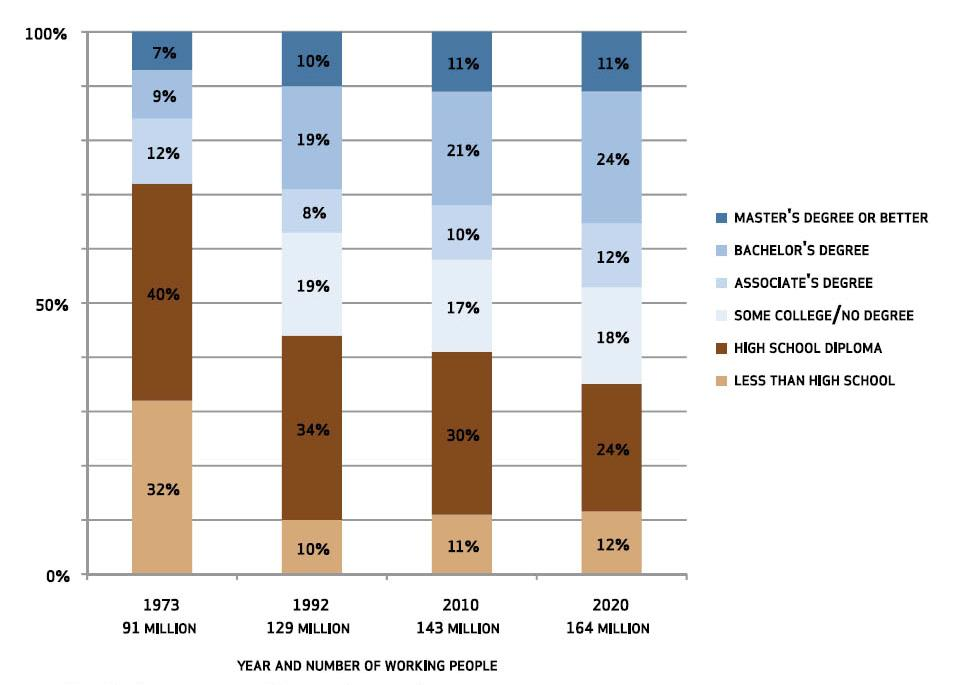 100%
50%
0%
7%
9%
12%
40%
32%
10%
19%
8%
19%
34%
10%
11%
21%
10%
17%
30%
11%
11%
24%
12%
18%
24%
12%
MASTER'S DEGREE OR BETTER
BACHELOR'S DEGREE
ASSOCIATE'S DEGREE
SOME COLLEGE/NO DEGREE
HIGH SCHOOL DIPLOMA
LESS THAN HIGH SCHOOL
1973
91 MILLION
1992
129 MILLION
2010
143 MILLION
2020
164 MILLION
YEAR AND NUMBER OF WORKING PEOPLE